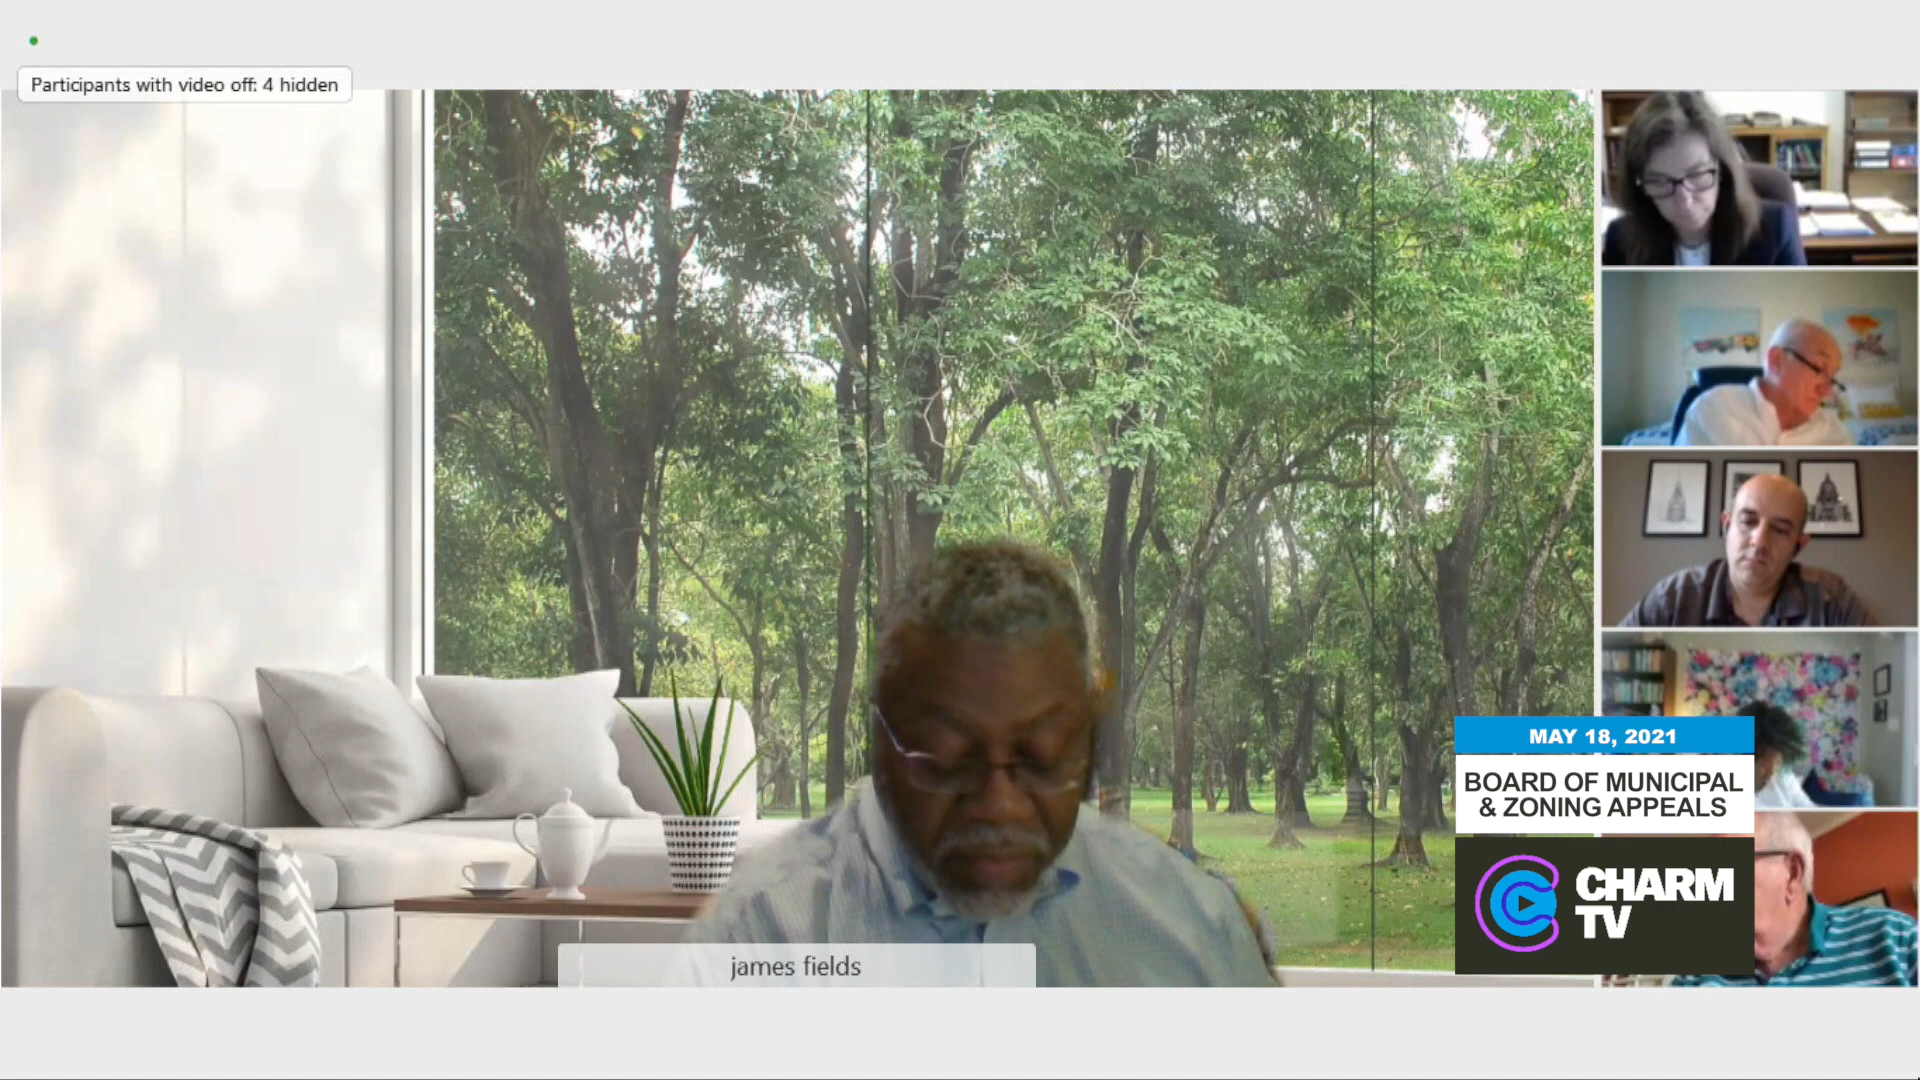 Participants with video off: 4 hidden
MAY 18, 2021
BOARD OF MUNICIPAL
& ZONING APPEALS
CHARM
TV
james fields